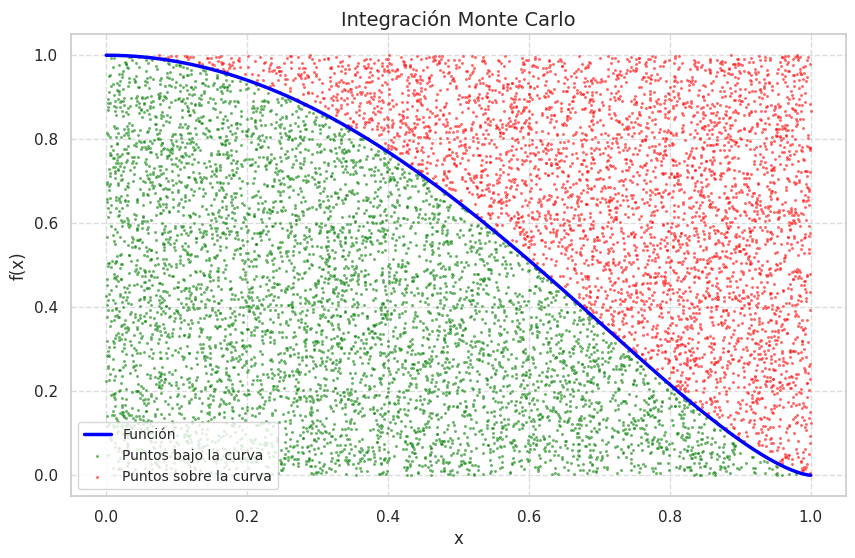 Integración Monte Carlo
f(x)
1.0
0.8
0.6
0.4
0.2
0.0
Función
Puntos bajo la curva
Puntos sobre la curva
0.0 0.2 0.4 0.6 0.8 1.0
x